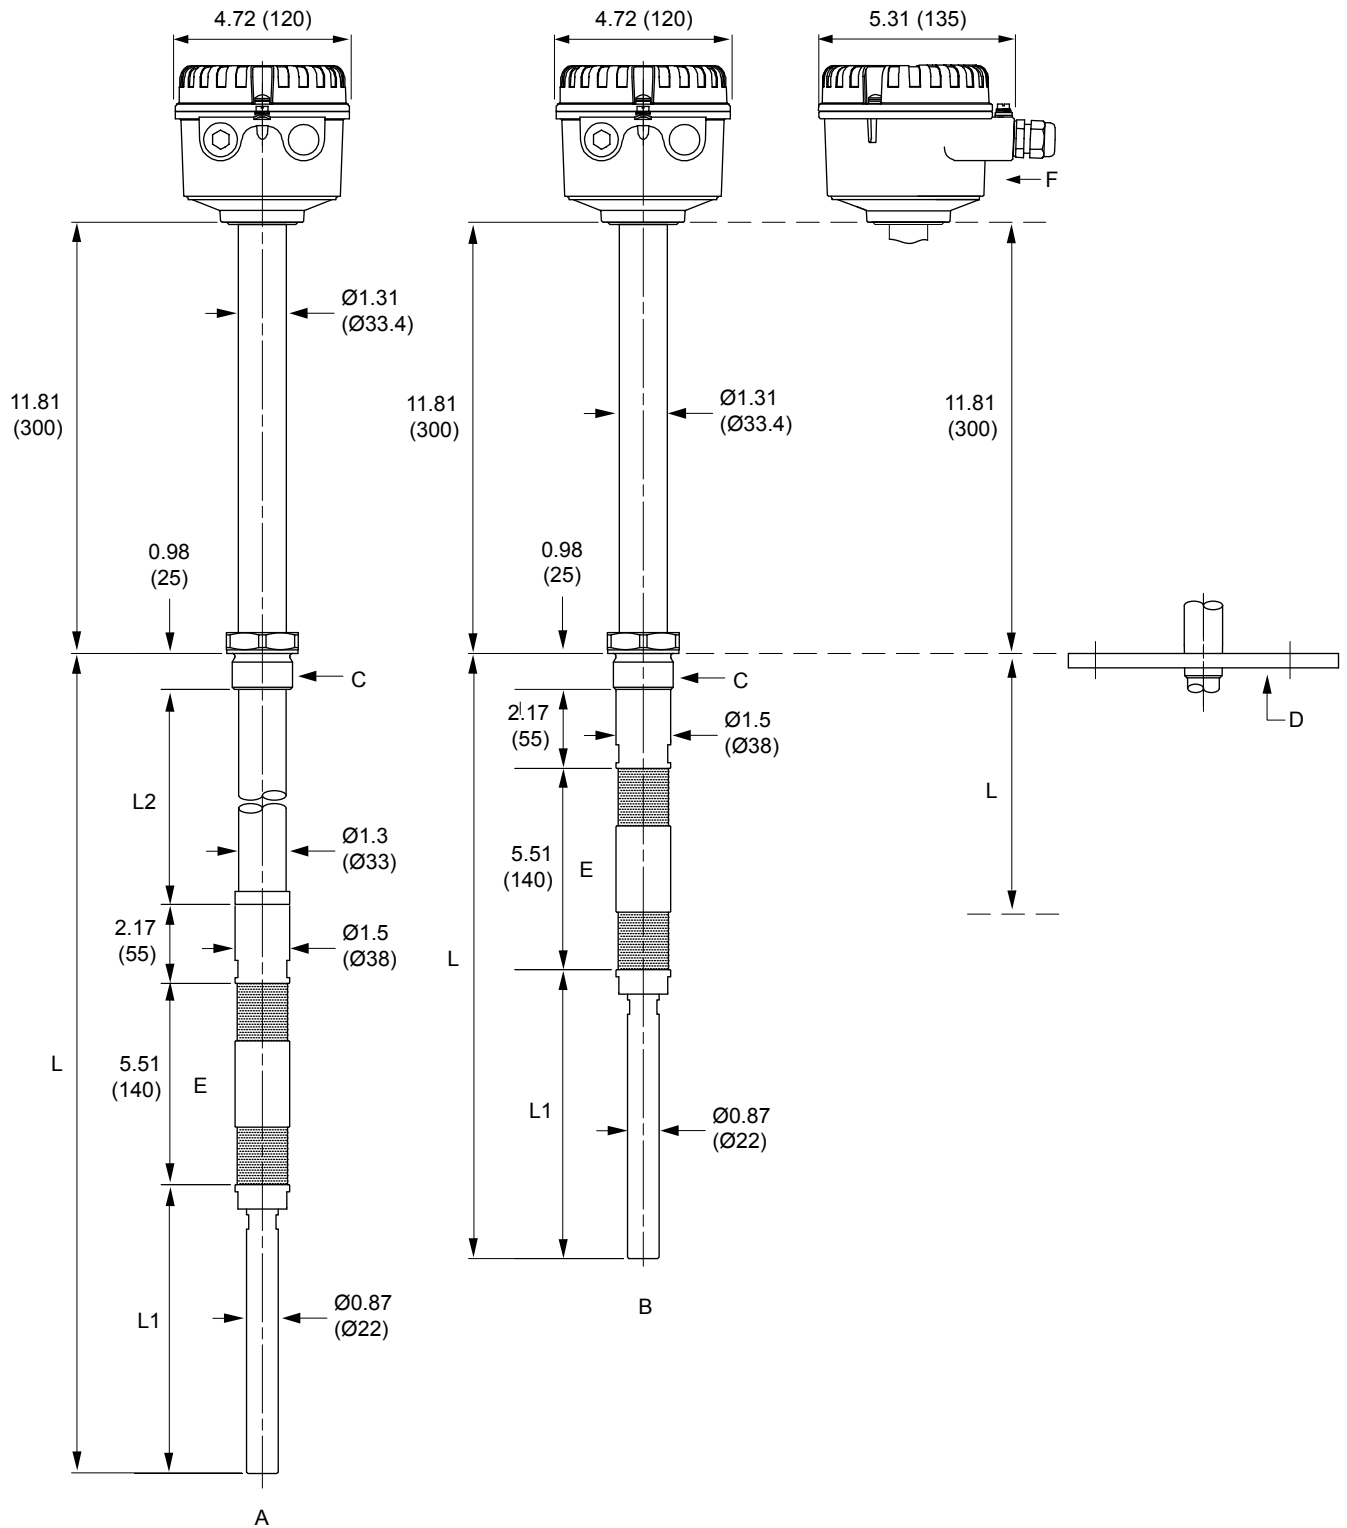 4.72 (120)
4.72 (120)
5.31 (135)
F
Ø1.31
(Ø33.4)
11.81
(300)
Ø1.31
(Ø33.4)
11.81
(300)
11.81
(300)
0.98
(25)
0.98
(25)
C
C
D
2.17
(55)
Ø1.5
(Ø38)
L2
L
Ø1.3
(Ø33)
5.51
(140)
E
2.17
(55)
Ø1.5
(Ø38)
L
L
5.51
(140)
E
L1
Ø0.87
(Ø22)
L1
Ø0.87
(Ø22)
B
A